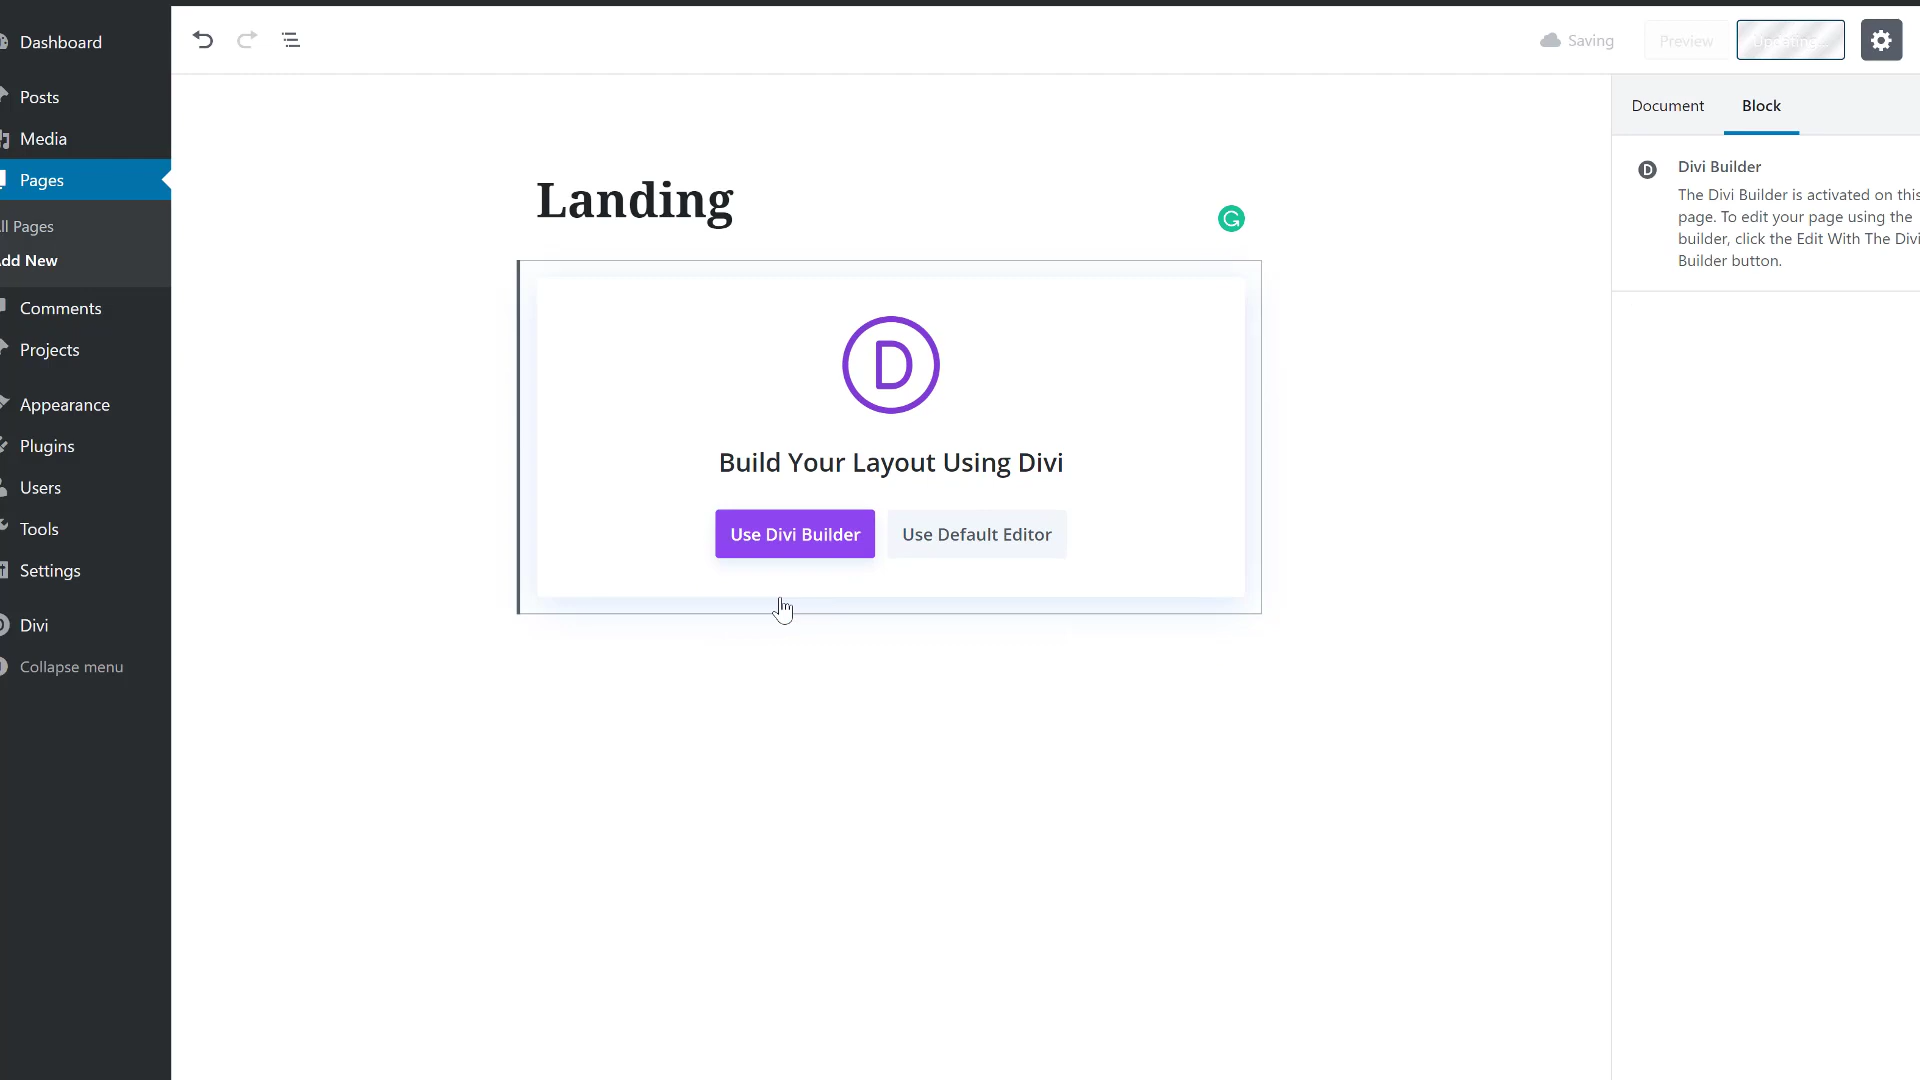 Dashboard
Posts
Media
Pages
ll Pages
dd New
Comments
Projects
Appearance
Plugins
Users
Tools
Settings
Divi
Collapse menu
Saving
Preview
Landing
D
Build Your Layout Using Divi
Use Divi Builder
Use Default Editor
Document
Block
D
Divi Builder
The Divi Builder is activated on this
page. To edit your page using the
builder, click the Edit With The Divi
Builder button.